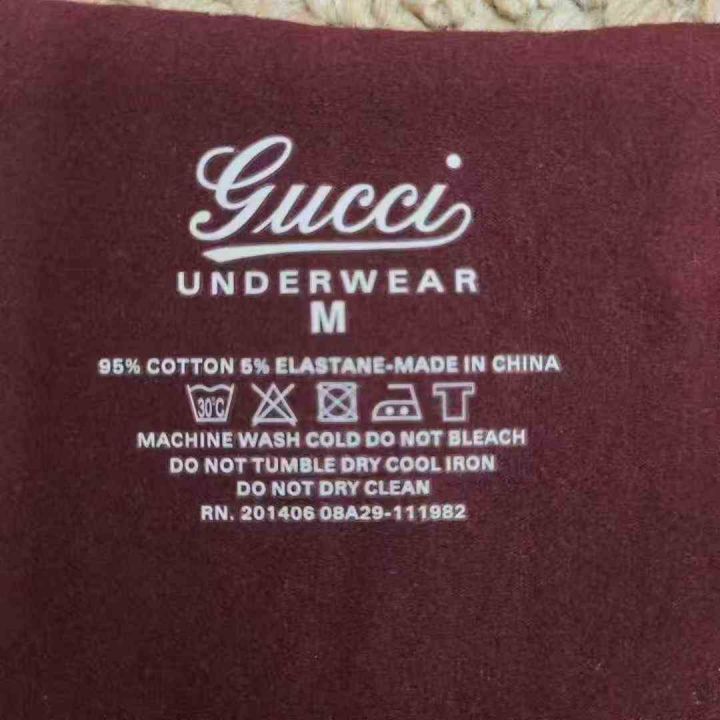 Gucci
UNDERWEAR
M
95% COTTON 5% ELASTANE-MADE IN CHINA
30°C
MACHINE WASH COLD DO NOT BLEACH
DO NOT TUMBLE DRY COOL IRON
DO NOT DRY CLEAN
RN. 201406 08A29-111982